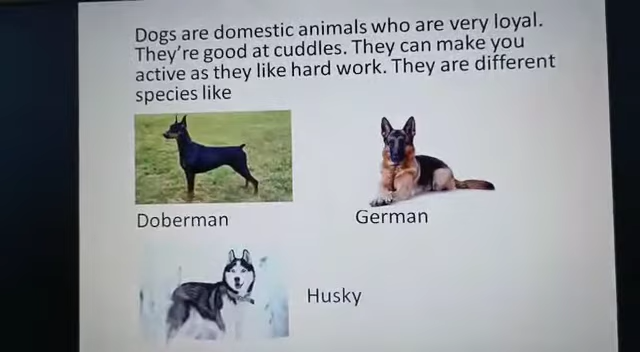 Dogs are domestic animals who are very loyal.
They're good at cuddles. They can make you
active as they like hard work. They are different
species like
Doberman
German
Husky